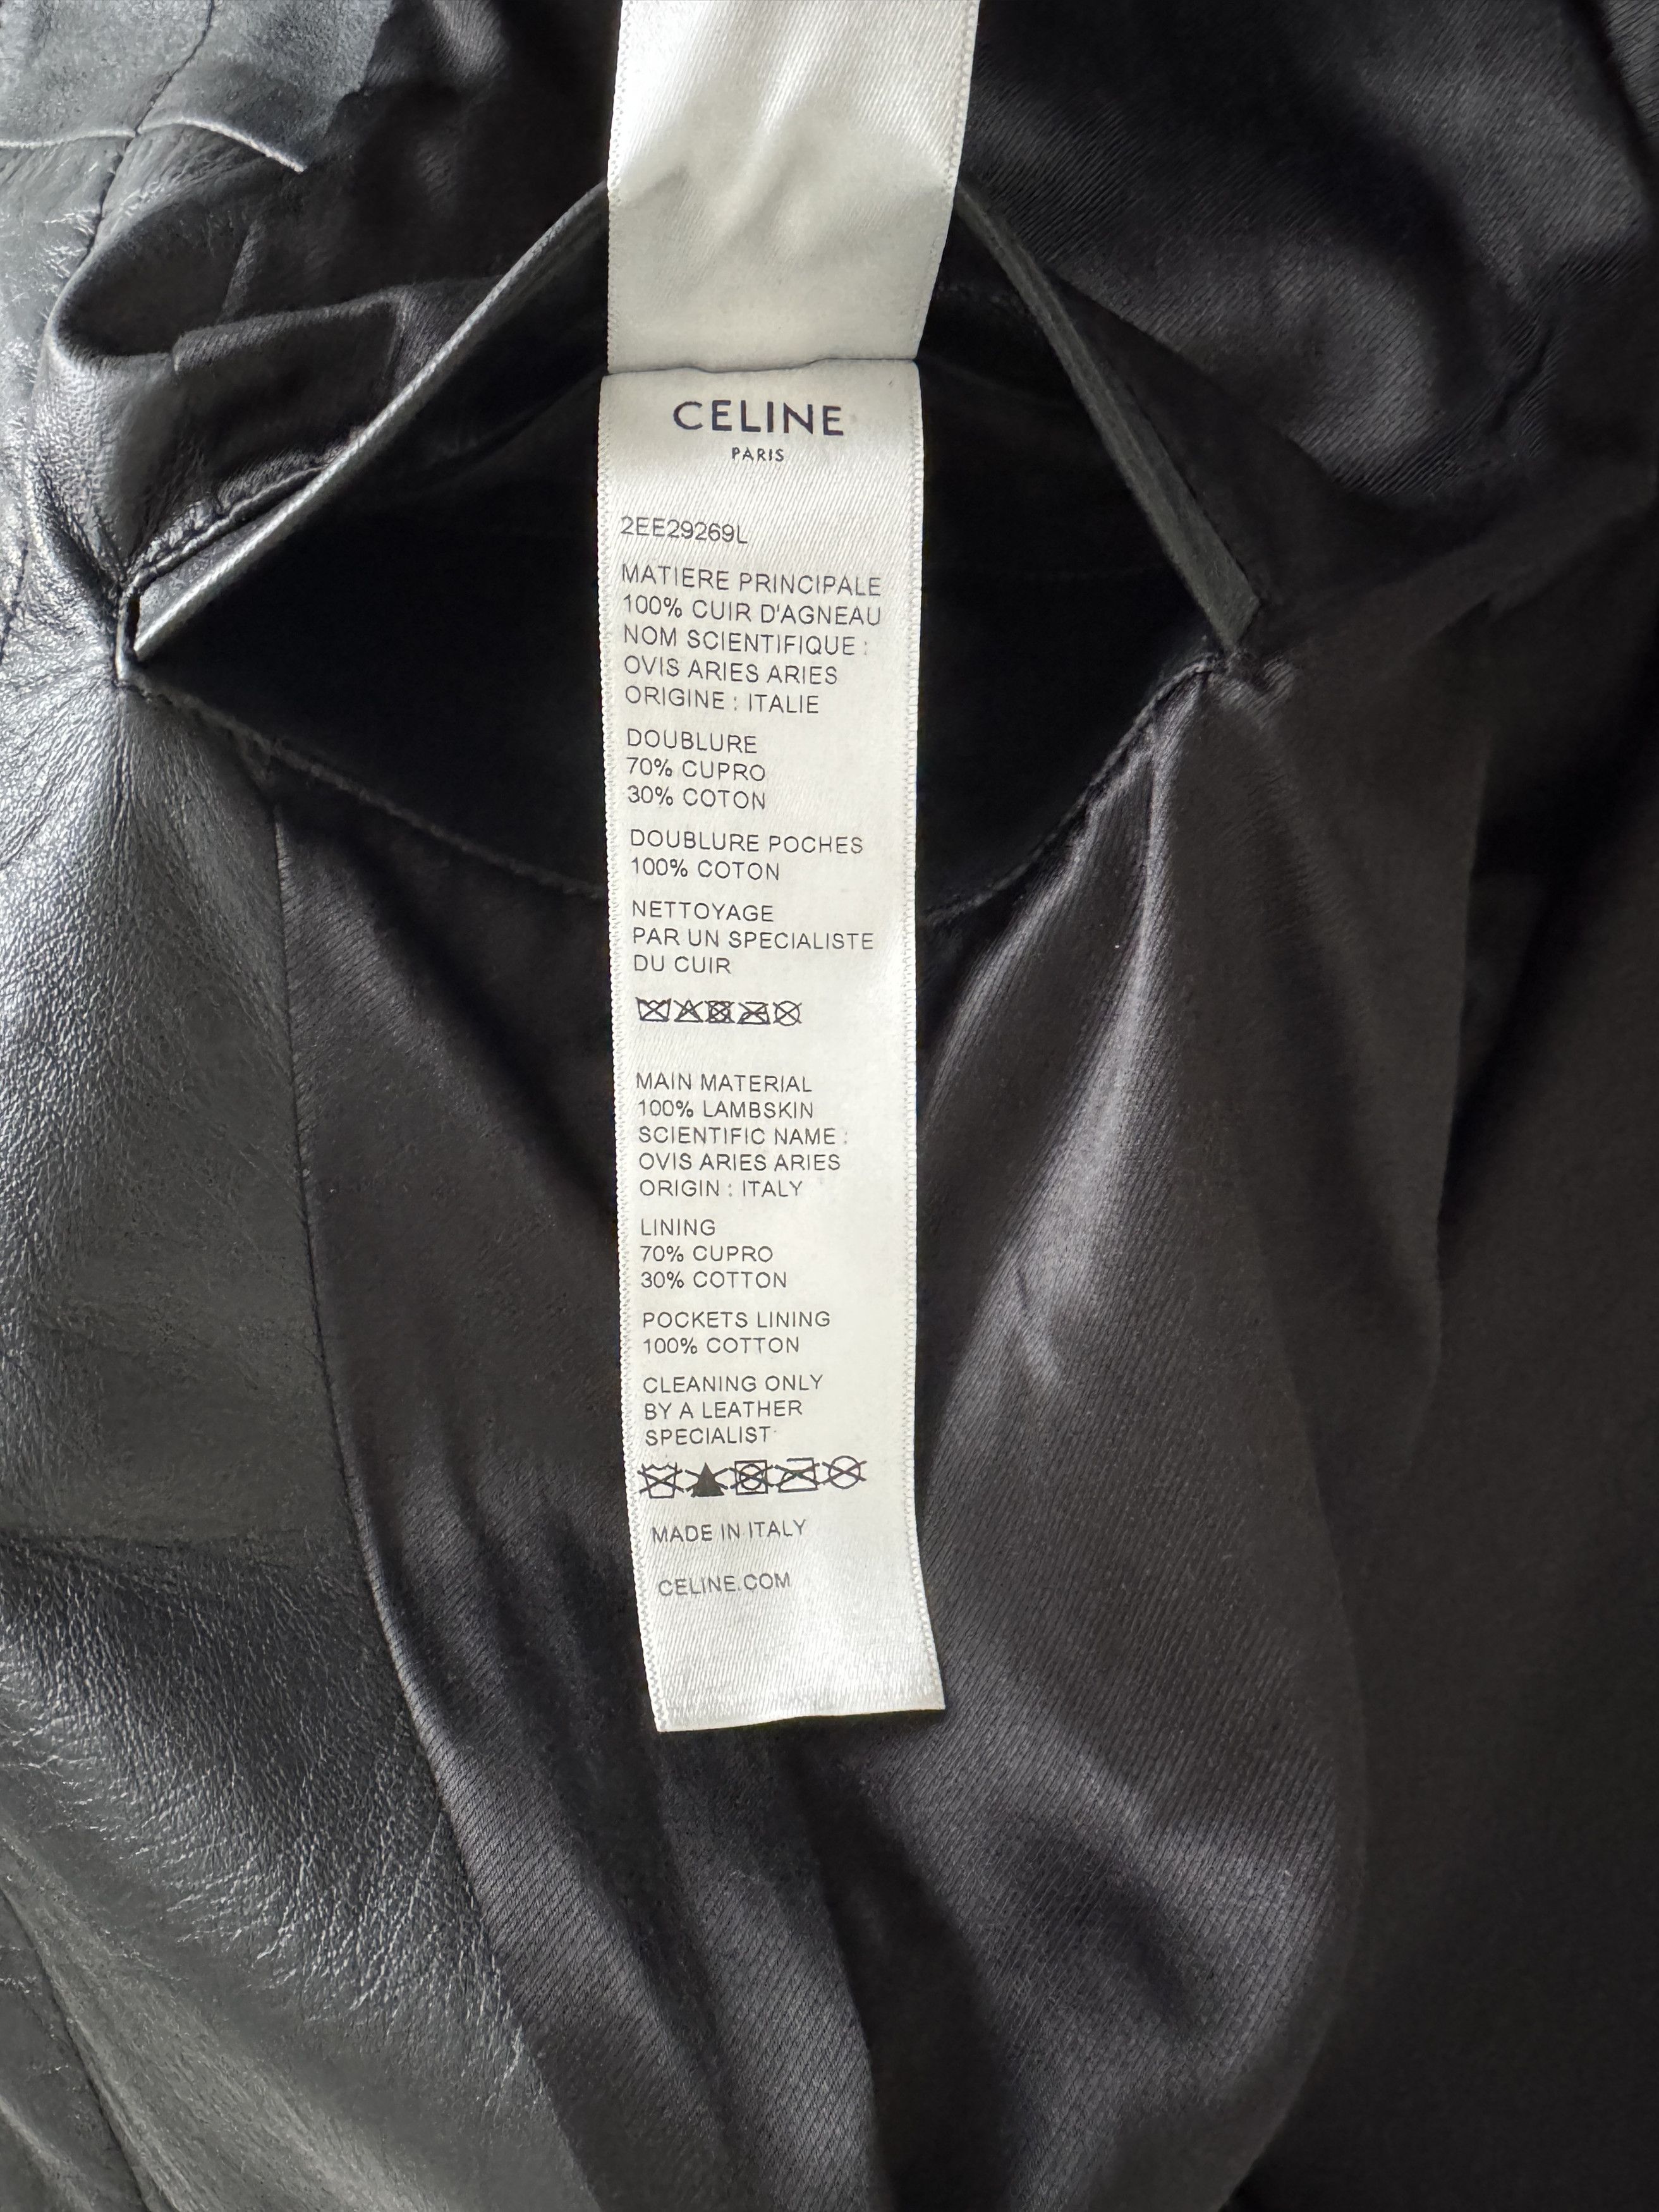 CELINE
PARIS
2EE29269L
MATIERE PRINCIPALE
100% CUIR D'AGNEAU
NOM SCIENTIFIQUE :
OVIS ARIES ARIES
ORIGINE : ITALIE
DOUBLURE
70% CUPRO
30% COTON
DOUBLURE POCHES
100% COTON
NETTOYAGE
PAR UN SPECIALISTE
DU CUIR
MAIN MATERIAL
100% LAMBSKIN
SCIENTIFIC NAME :
OVIS ARIES ARIES
ORIGIN : ITALY
LINING
70% CUPRO
30% COTTON
POCKETS LINING
100% COTTON
CLEANING ONLY
BY A LEATHER
SPECIALIST
MADE IN ITALY
CELINE.COM